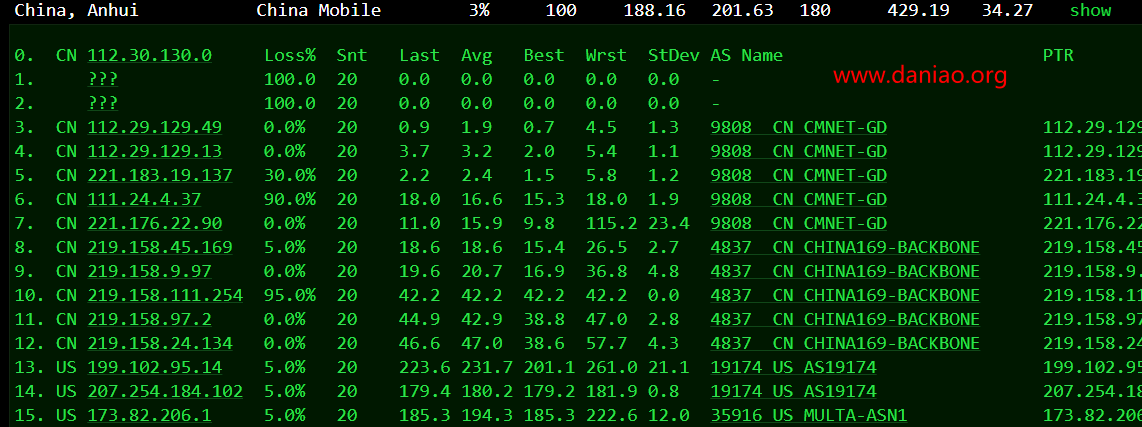 China, Anhui China Mobile 3% 100 188.16 201.63 180 429.19 34.27 show
0. CN 112.30.130.0 Loss% Snt Last Avg Best Wrst StDev AS Name PTR
1. ??? 100.0 20 0.0 0.0 0.0 0.0 0.0 -
www.daniao.org
2. ??? 100.0 20 0.0 0.0 0.0 0.0 0.0 -
3. CN 112.29.129.49 0.0% 20 0.9 1.9 0.7 4.5 1.3 9808 CN CMNET-GD 112.29.129
4. CN 112.29.129.13 0.0% 20 3.7 3.2 2.0 5.4 1.1 9808 CN CMNET-GD 112.29.129
5. CN 221.183.19.137 30.0% 20 2.2 2.4 1.5 5.8 1.2 9808 CN CMNET-GD 221.183.19
6. CN 111.24.4.37 90.0% 20 18.0 16.6 15.3 18.0 1.9 9808 CN CMNET-GD 111.24.4.3
7. CN 221.176.22.90 0.0% 20 11.0 15.9 9.8 115.2 23.4 9808 CN CMNET-GD 221.176.22
8. CN 219.158.45.169 5.0% 20 18.6 18.6 15.4 26.5 2.7 4837 CN CHINA169-BACKBONE 219.158.45
9. CN 219.158.9.97 0.0% 20 19.6 20.7 16.9 36.8 4.8 4837 CN CHINA169-BACKBONE 219.158.9.
10. CN 219.158.111.254 95.0% 20 42.2 42.2 42.2 42.2 0.0 4837 CN CHINA169-BACKBONE 219.158.11
11. CN 219.158.97.2 0.0% 20 44.9 42.9 38.8 47.0 2.8 4837 CN CHINA169-BACKBONE 219.158.97
12. CN 219.158.24.134 0.0% 20 46.6 47.0 38.6 57.7 4.3 4837 CN CHINA169-BACKBONE 219.158.24
13. US 199.102.95.14 5.0% 20 223.6 231.7 201.1 261.0 21.1 19174 US AS19174 199.102.95
14. US 207.254.184.102 5.0% 20 179.4 180.2 179.2 181.9 0.8 19174 US AS19174 207.254.18
15. US 173.82.206.1 5.0% 20 185.3 194.3 185.3 222.6 12.0 35916 US MULTA-ASN1 173.82.206